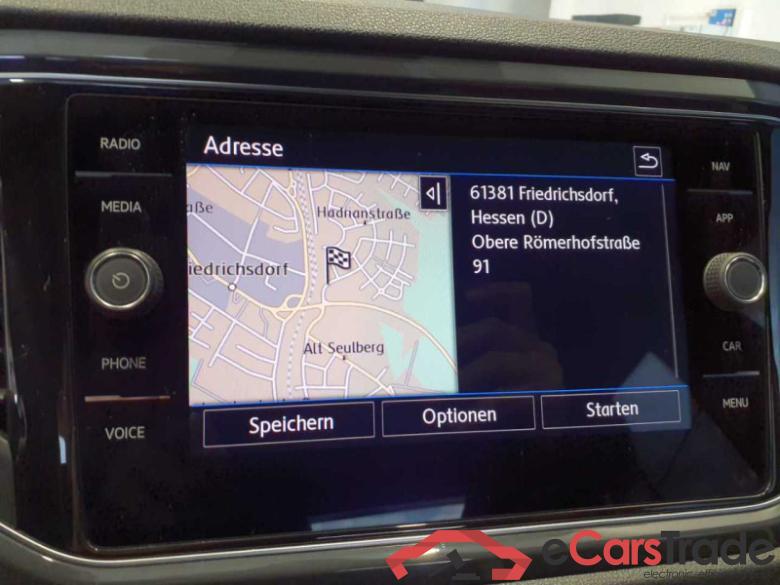 RADIO
MEDIA
PHONE
VOICE
Adresse
aße
Hadrianstraße
iedrichsdorf
Alt Seulberg
61381 Friedrichsdorf,
Hessen (D)
Obere Römerhofstraße
91
Speichern
Optionen
Starten
NAV
APP
CAR
MENU
eCarsTrade